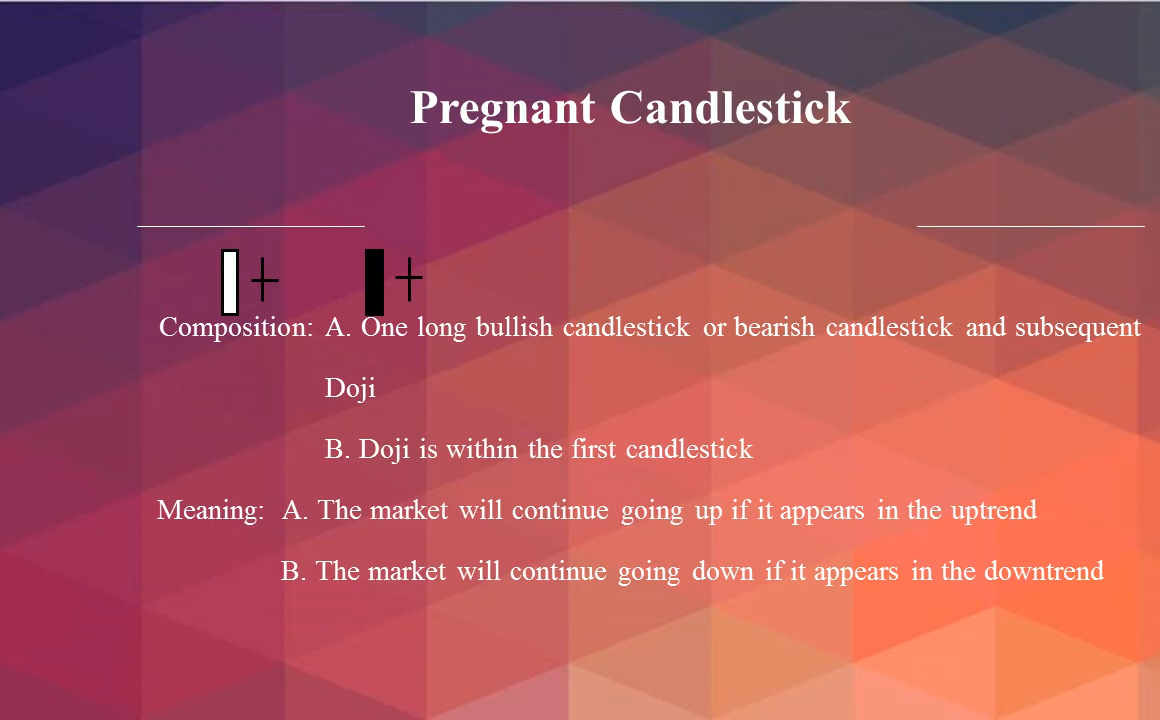 Pregnant Candlestick
Composition: A. One long bullish candlestick or bearish candlestick and subsequent
Doji
B. Doji is within the first candlestick
Meaning: A. The market will continue going up if it appears in the uptrend
B. The market will continue going down if it appears in the downtrend